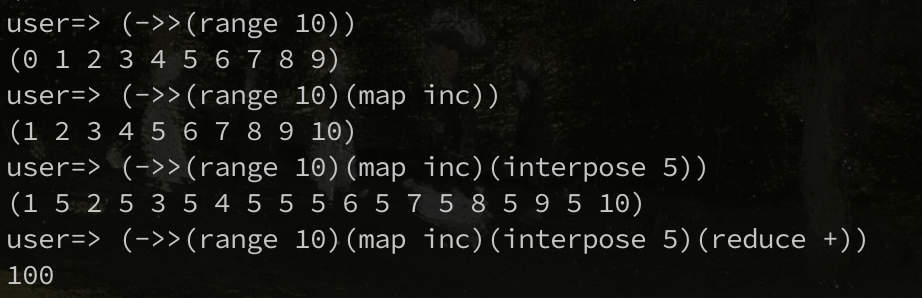 user=> (->>(range 10))
(0 1 2 3 4 5 6 7 8 9)
user=> (->>(range 10)(map inc))
(1 2 3 4 5 6 7 8 9 10)
user=> (->>(range 10)(map inc)(interpose 5))
(1 5 2 5 3 5 4 5 5 5 6 5 7 5 8 5 9 5 10)
user=> (->>(range 10)(map inc)(interpose 5)(reduce +))
100